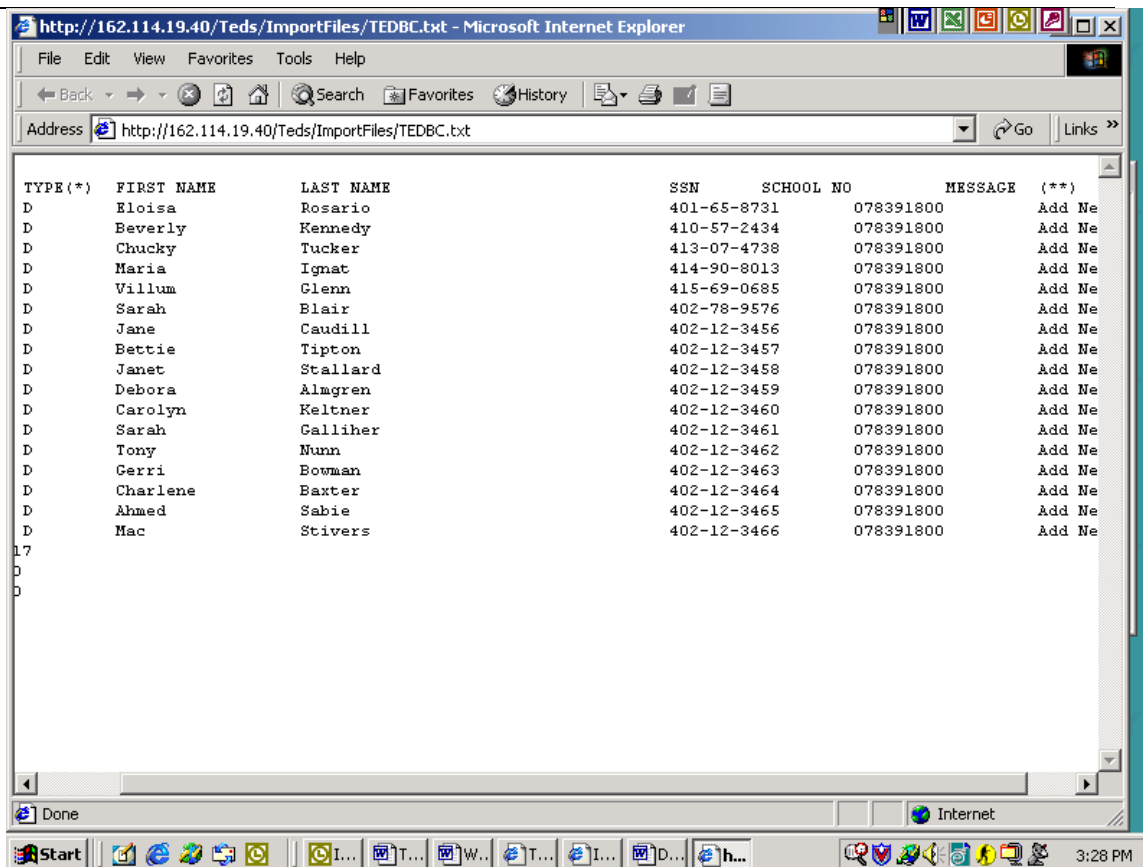 http://162.114.19.40/Teds/ImportFiles/TEDBC.txt - Microsoft Internet Explorer
File Edit View Favorites Tools Help
Back Search Favorites History
Address http://162.114.19.40/Teds/ImportFiles/TEDBC.txt Go Links »
TYPE(*) FIRST NAME LAST NAME SSN SCHOOL NO MESSAGE (**)
D Eloisa Rosario 401-65-8731 078391800 Add Ne
D Beverly Kennedy 410-57-2434 078391800 Add Ne
D Chucky Tucker 413-07-4738 078391800 Add Ne
D Maria Ignat 414-90-8013 078391800 Add Ne
D Villum Glenn 415-69-0685 078391800 Add Ne
D Sarah Blair 402-78-9576 078391800 Add Ne
D Jane Caudill 402-12-3456 078391800 Add Ne
D Bettie Tipton 402-12-3457 078391800 Add Ne
D Janet Stallard 402-12-3458 078391800 Add Ne
D Debora Almgren 402-12-3459 078391800 Add Ne
D Carolyn Keltner 402-12-3460 078391800 Add Ne
D Sarah Galliher 402-12-3461 078391800 Add Ne
D Tony Nunn 402-12-3462 078391800 Add Ne
D Gerri Bowman 402-12-3463 078391800 Add Ne
D Charlene Baxter 402-12-3464 078391800 Add Ne
D Ahmed Sabie 402-12-3465 078391800 Add Ne
D Mac Stivers 402-12-3466 078391800 Add Ne
17
0
0
Done Internet
Start I... T... W.. T... I... D... h... 3:28 PM